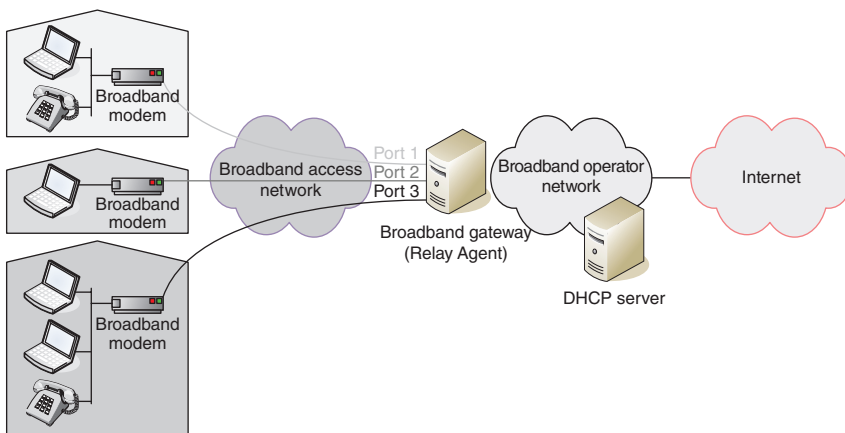 Broadband
modem
Broadband
modem
Broadband
modem
Broadband access
network
Port 1
Port 2
Port 3
Broadband gateway
(Relay Agent)
Broadband operator
network
DHCP server
Internet